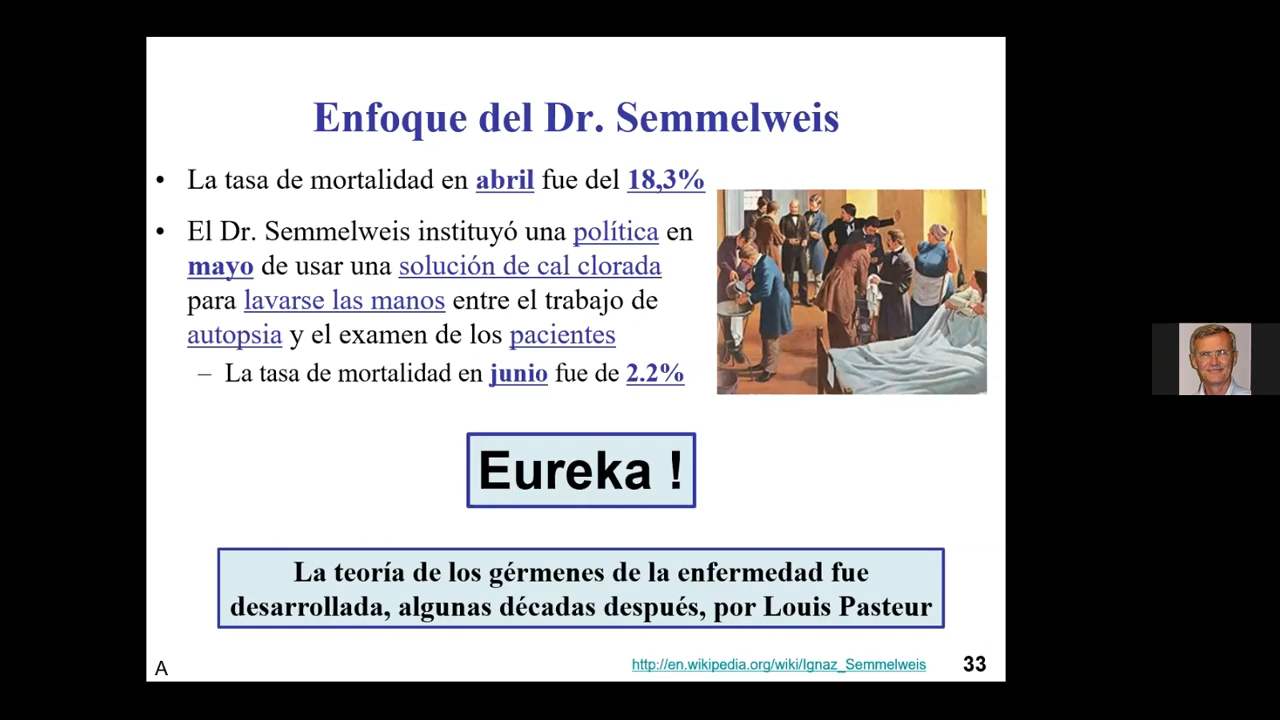 Enfoque del Dr. Semmelweis
• La tasa de mortalidad en abril fue del 18,3%
• El Dr. Semmelweis instituyó una política en
mayo de usar una solución de cal clorada
para lavarse las manos entre el trabajo de
autopsia y el examen de los pacientes
– La tasa de mortalidad en junio fue de 2.2%
Eureka !
La teoría de los gérmenes de la enfermedad fue
desarrollada, algunas décadas después, por Louis Pasteur
A
http://en.wikipedia.org/wiki/Ignaz_Semmelweis
33